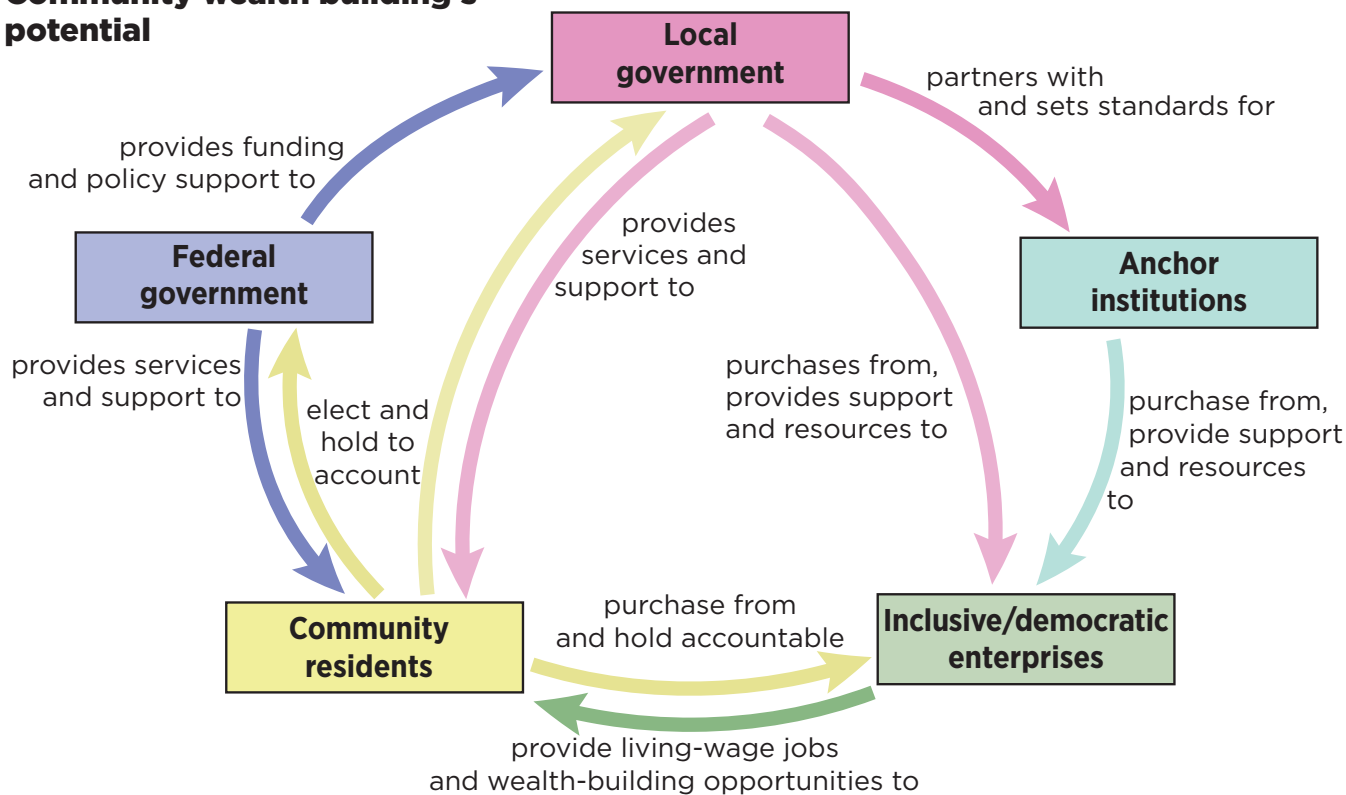 potential
Local
government
partners with
and sets standards for
provides funding
and policy support to
provides
services and
support to
Federal
government
Anchor
institutions
provides services
and support to
elect and
hold to
account
purchases from,
provides support
and resources to
purchase from,
provide support
and resources
to
Community
residents
purchase from
and hold accountable
Inclusive/democratic
enterprises
provide living-wage jobs
and wealth-building opportunities to